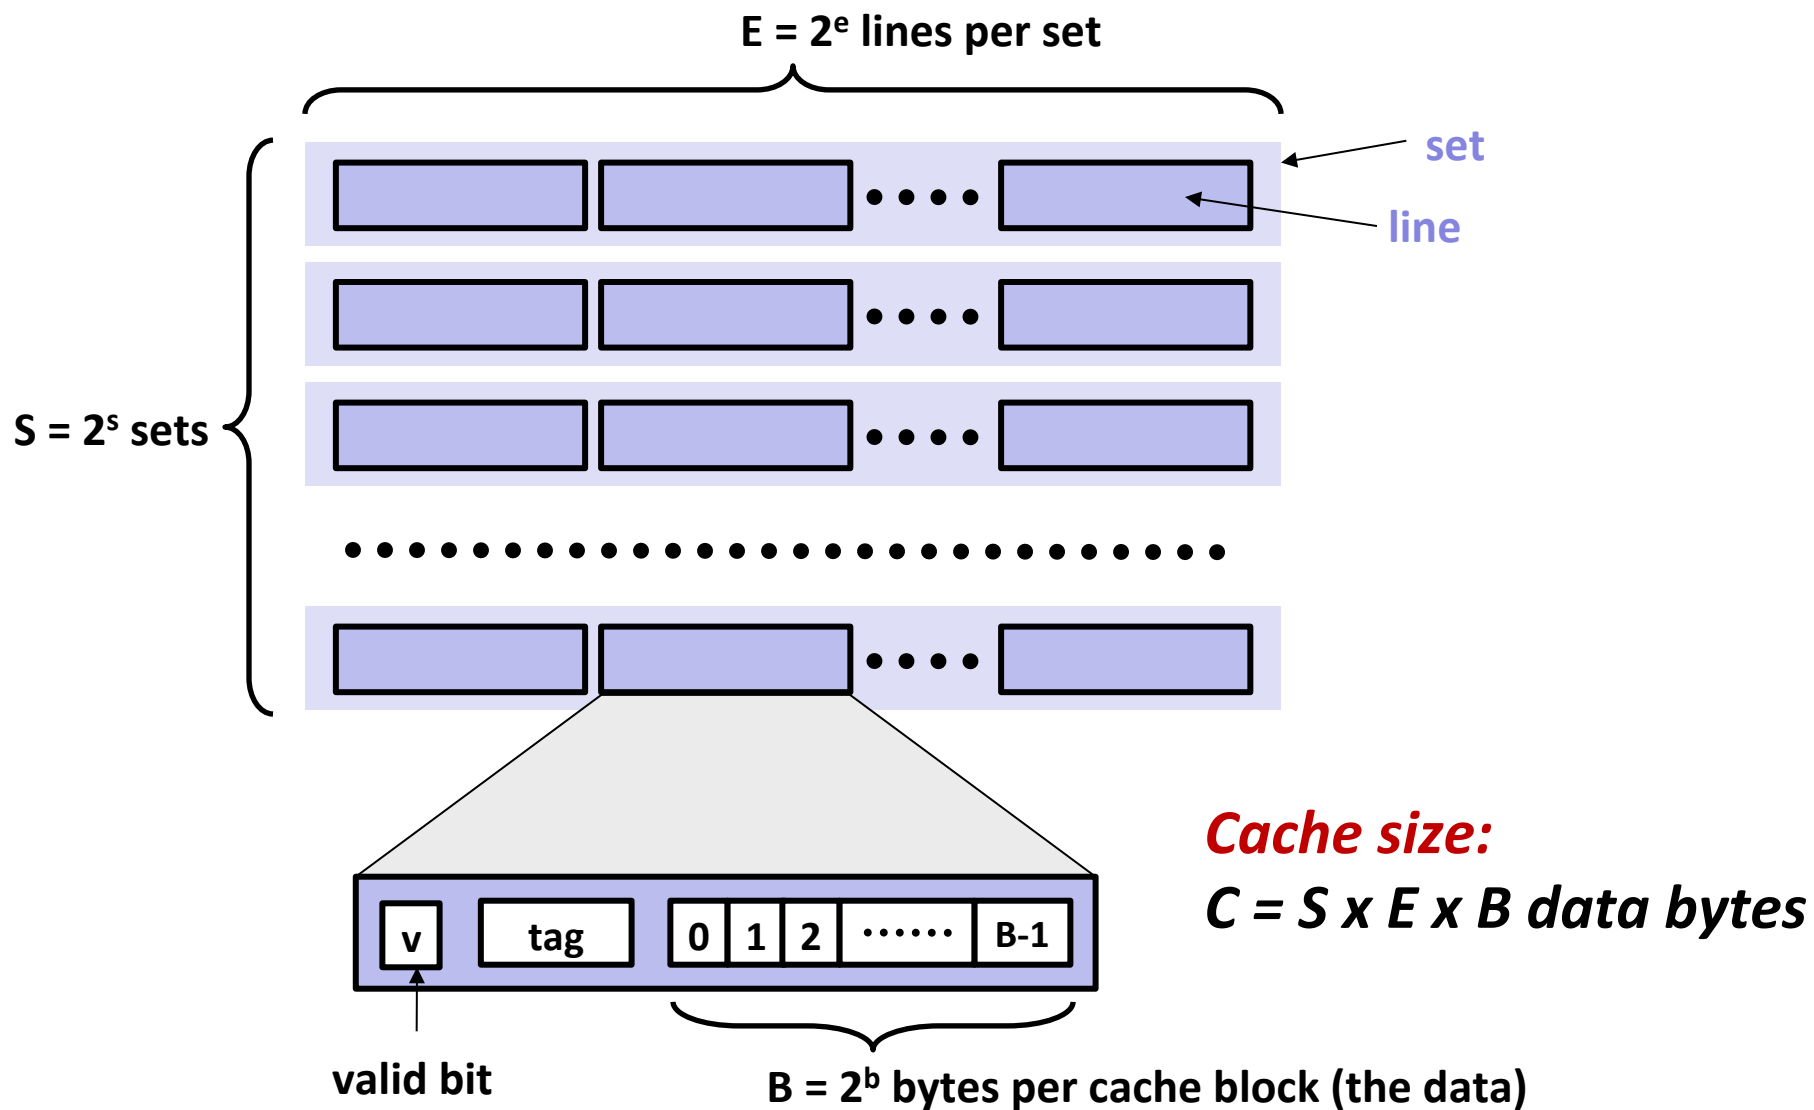 E = 2ᵉ lines per set
set
line
S = 2ˢ sets
Cache size:
C = S x E x B data bytes
v
tag
0 1 2 ······ B-1
valid bit
B = 2ᵇ bytes per cache block (the data)